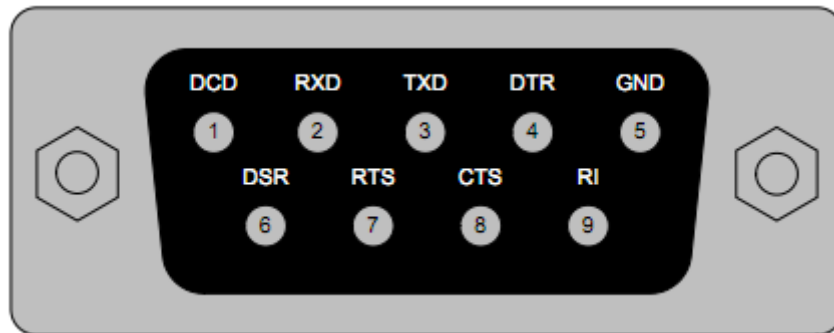 DCD RXD TXD DTR GND
1 2 3 4 5
DSR RTS CTS RI
6 7 8 9